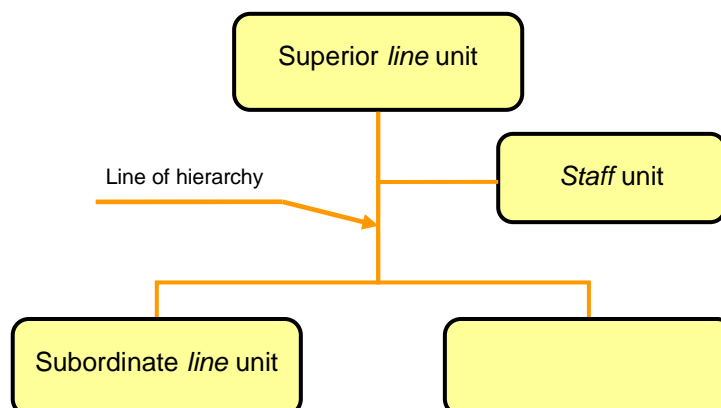 Superior line unit
Staff unit
Line of hierarchy
Subordinate line unit